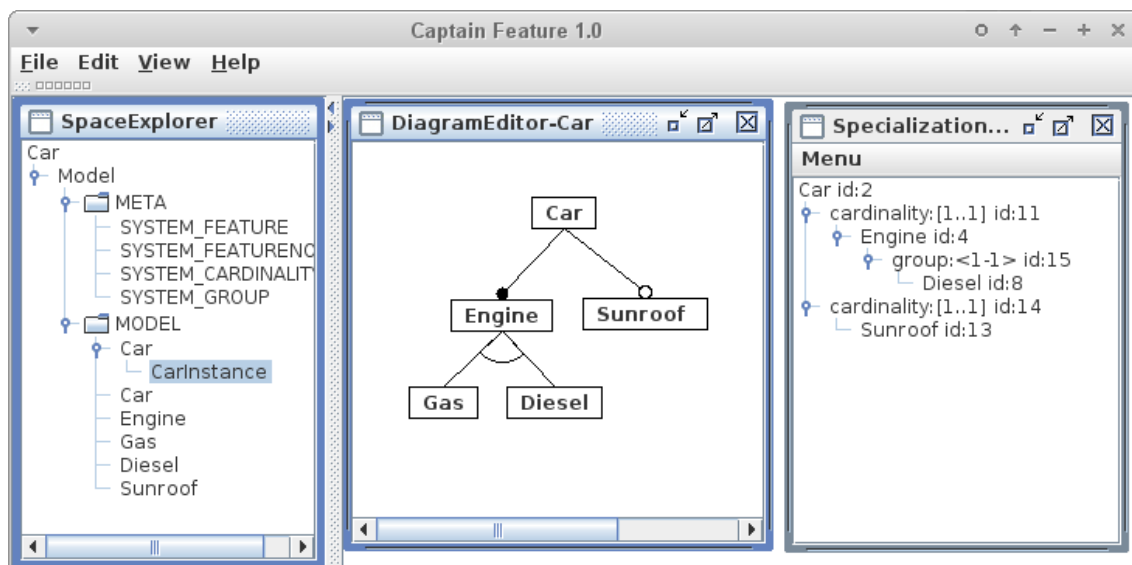 Captain Feature 1.0
File Edit View Help
SpaceExplorer
Car
Model
META
SYSTEM_FEATURE
SYSTEM_FEATURENO
SYSTEM_CARDINALITY
SYSTEM_GROUP
MODEL
Car
CarInstance
Car
Engine
Gas
Diesel
Sunroof
DiagramEditor-Car
Car
Engine Sunroof
Gas Diesel
Specialization...
Menu
Car id:2
cardinality:[1..1] id:11
Engine id:4
group:<1-1> id:15
Diesel id:8
cardinality:[1..1] id:14
Sunroof id:13